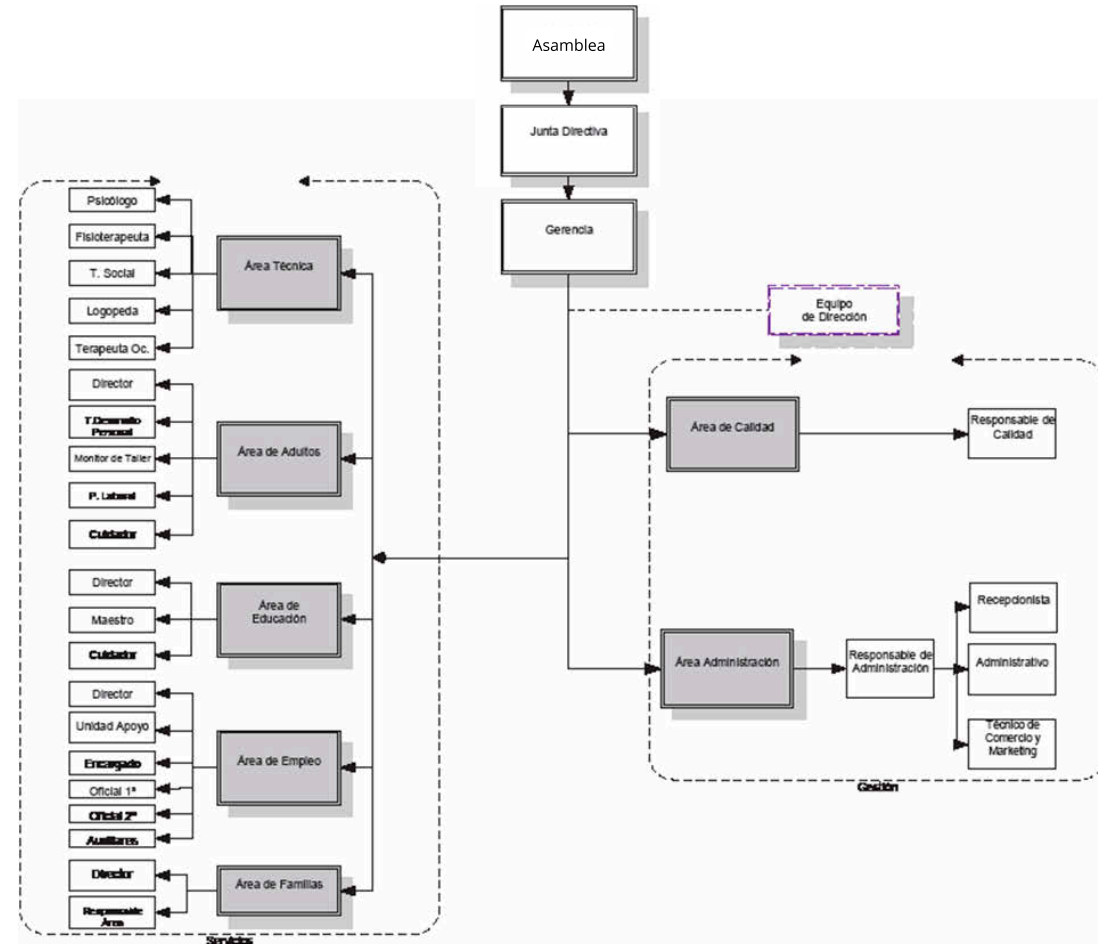 Asamblea
Junta Directiva
Gerencia
Equipo
de Dirección
Psicólogo
Fisioterapeuta
T. Social
Logopeda
Terapeuta Oc.
Área Técnica
Director
T.Desarrollo
Personal
Monitor de Taller
P. Laboral
Cuidador
Área de Adultos
Director
Maestro
Cuidador
Área de
Educación
Director
Unidad Apoyo
Encargado
Oficial 1ª
Oficial 2ª
Auxiliares
Área de Empleo
Director
Responsable
Área
Área de Familias
Servicios
Área de Calidad
Responsable de
Calidad
Área Administración
Responsable de
Administración
Recepcionista
Administrativo
Técnico de
Comercio y
Marketing
Gestión